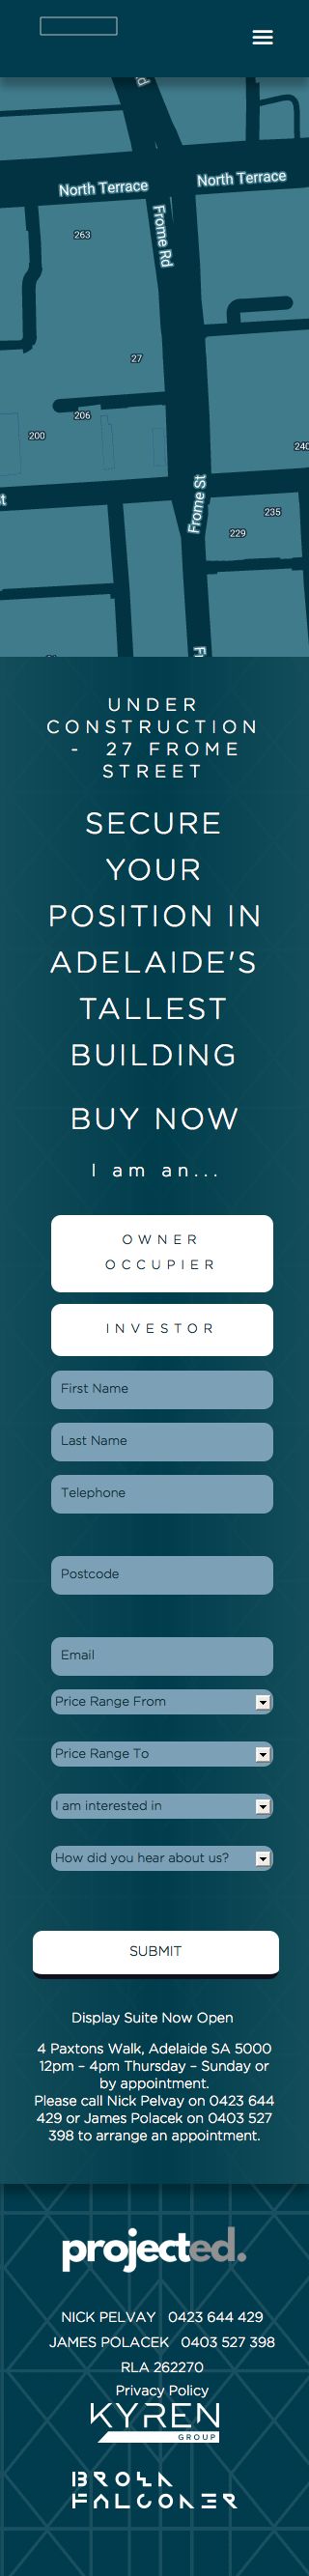 Rd
North Terrace
North Terrace
Frome Rd
263
27
206
200
240
St
Frome St
235
229
UNDER
CONSTRUCTION
- 27 FROME
STREET
SECURE
YOUR
POSITION IN
ADELAIDE'S
TALLEST
BUILDING
BUY NOW
I am an...
OWNER
OCCUPIER
INVESTOR
First Name
Last Name
Telephone
Postcode
Email
Price Range From
Price Range To
I am interested in
How did you hear about us?
SUBMIT
Display Suite Now Open
4 Paxtons Walk, Adelaide SA 5000
12pm – 4pm Thursday – Sunday or
by appointment.
Please call Nick Pelvay on 0423 644
429 or James Polacek on 0403 527
398 to arrange an appointment.
projected.
NICK PELVAY 0423 644 429
JAMES POLACEK 0403 527 398
RLA 262270
Privacy Policy
KYREN
GROUP
BROCK
FALCONER